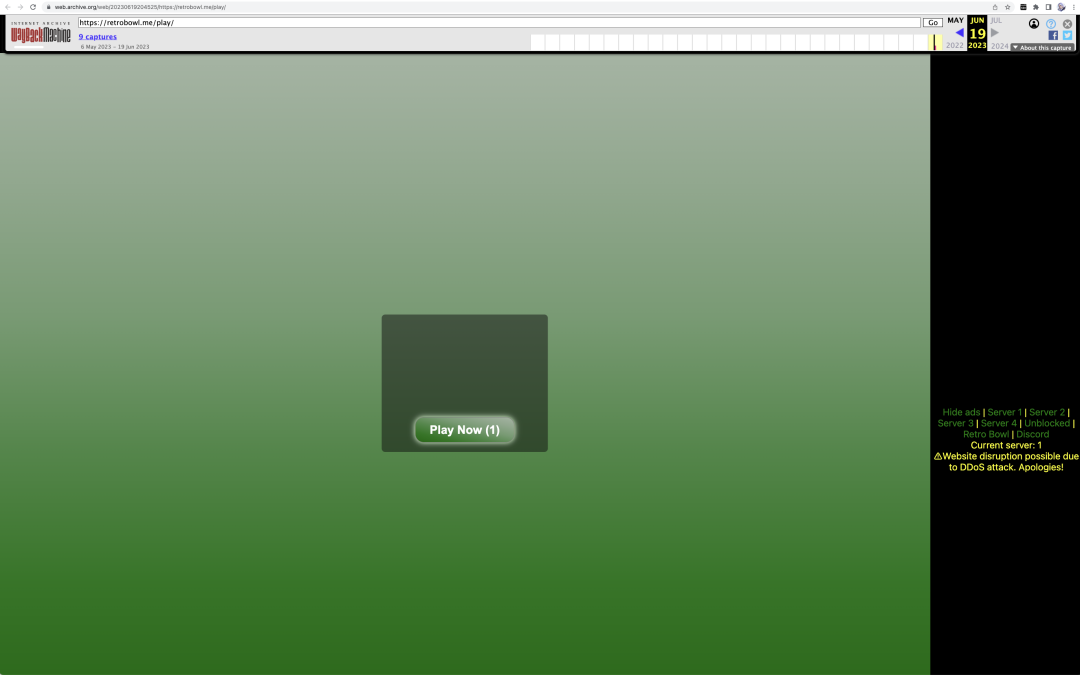 web.archive.org/web/20230619204525/https://retrobowl.me/play/
INTERNET ARCHIVE
WayBackMachine
https://retrobowl.me/play/
Go
9 captures
6 May 2023 – 19 Jun 2023
MAY JUN JUL
19
2022 2023 2024
▼ About this capture
Play Now (1)
Hide ads | Server 1 | Server 2 |
Server 3 | Server 4 | Unblocked |
Retro Bowl | Discord
Current server: 1
⚠Website disruption possible due
to DDoS attack. Apologies!